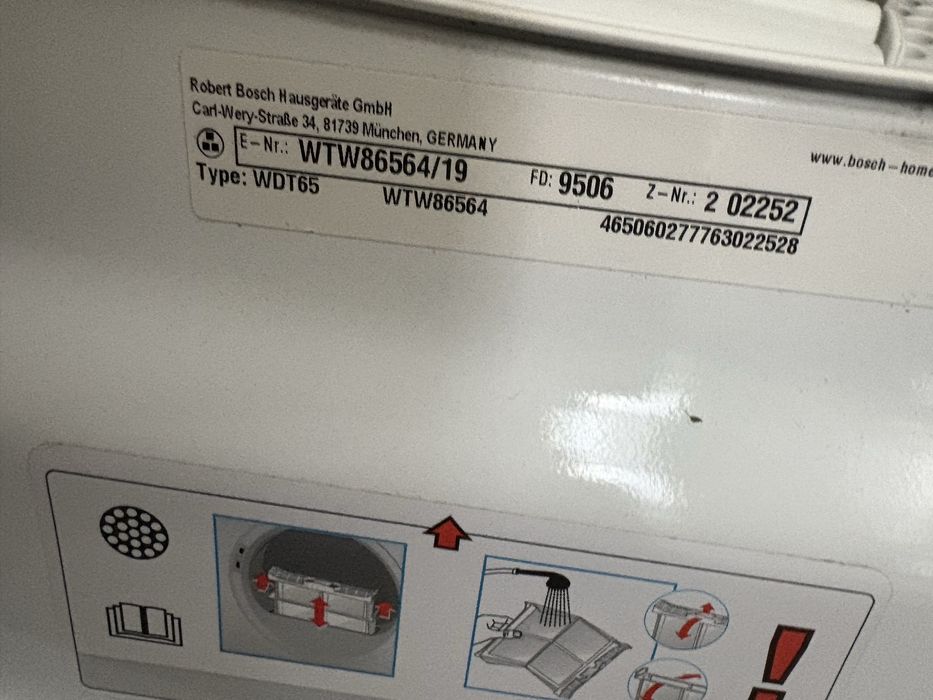 Robert Bosch Hausgeräte GmbH
Carl-Wery-Straße 34, 81739 München, GERMANY
www.bosch-home
E-Nr.: WTW86564/19 FD: 9506 Z-Nr.: 2 02252
Type: WDT65 WTW86564 465060277763022528